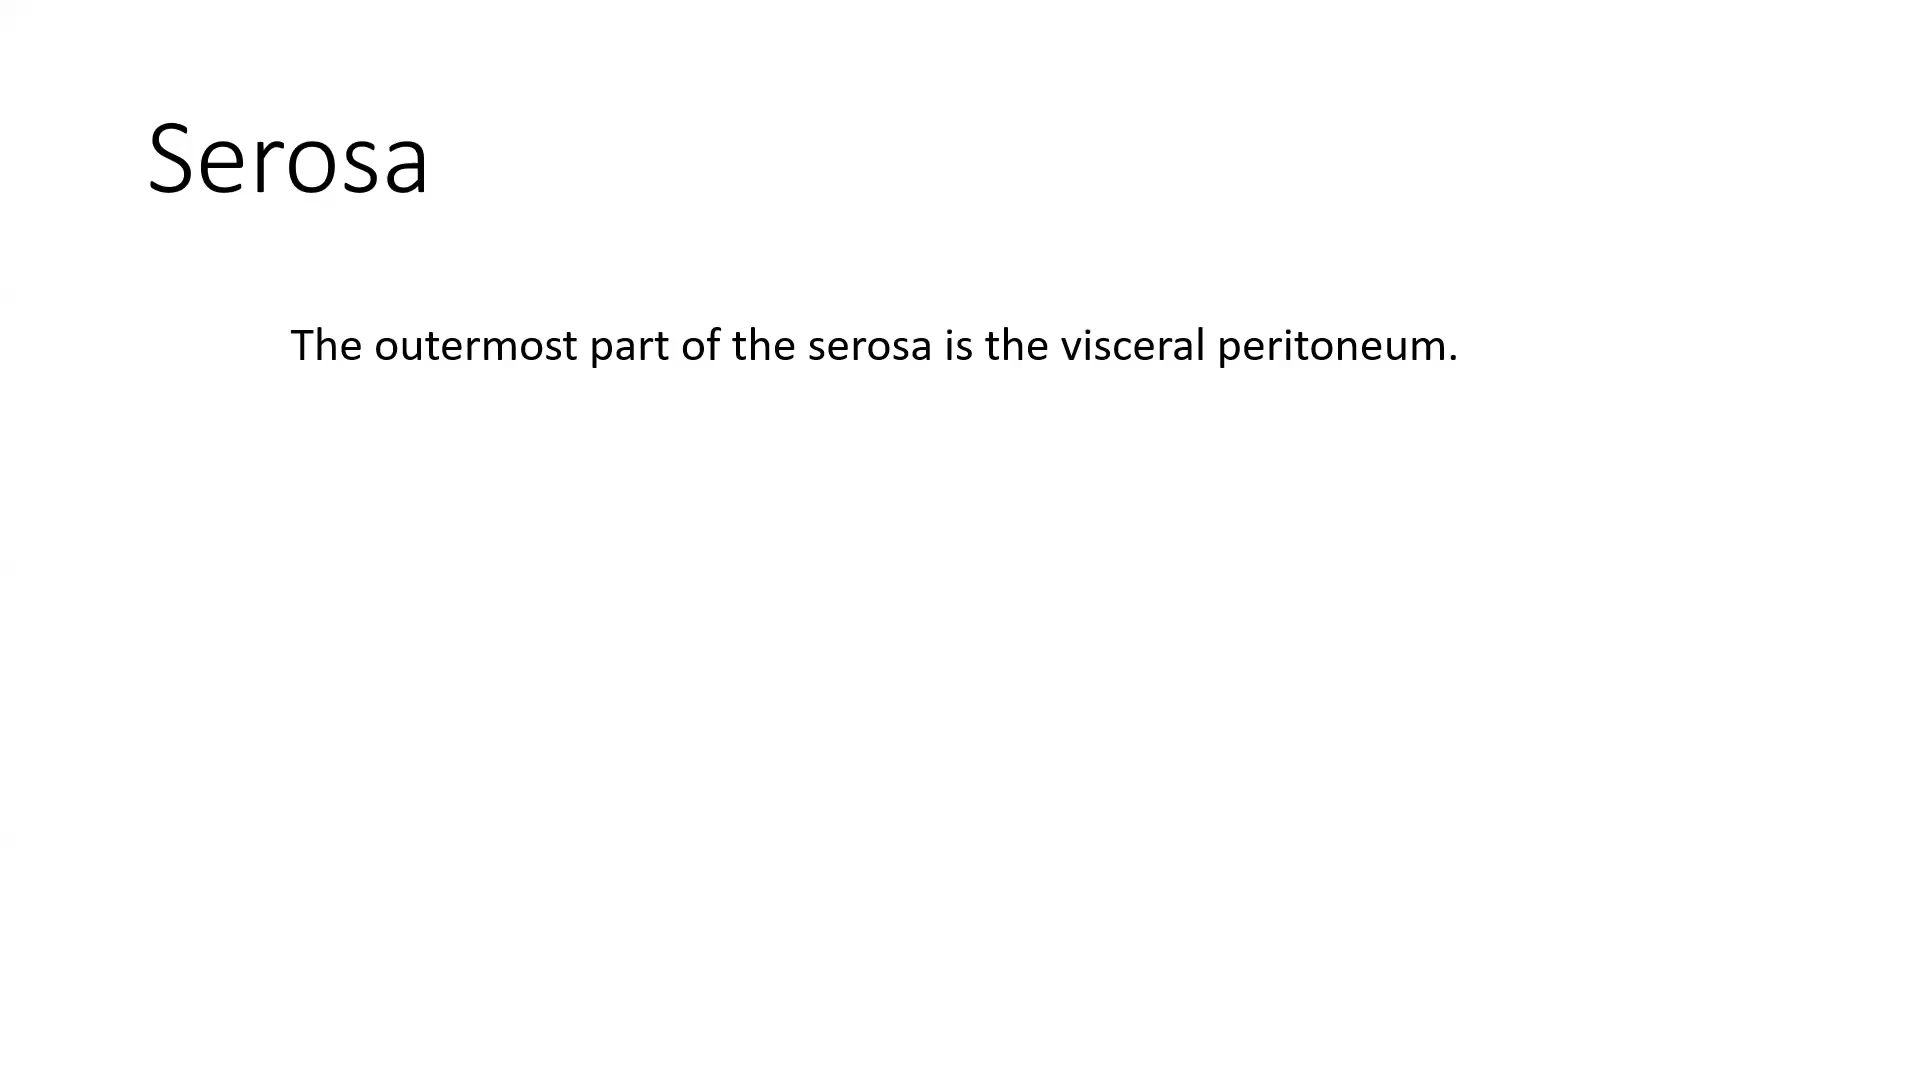 Serosa
The outermost part of the serosa is the visceral peritoneum.